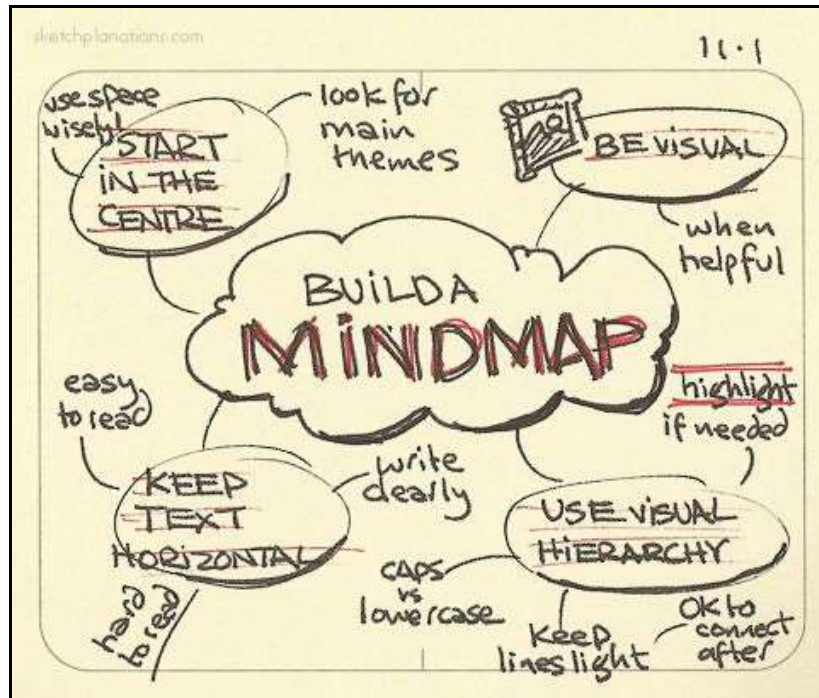 sketchplanations.com
11.1
use space
wisely!
START
iN THE
CENTRE
look for
main
themes
BE ViSUAL
when
helpful
BUiLD A
MiNDMAP
easy
to read
KEEP
TEXT
HORiZONTAL
write
clearly
hard
to read
highlight
if needed
USE ViSUAL
HiERARCHY
CAPS
vs
lowercase
Keep
lines light
OK to
connect
after